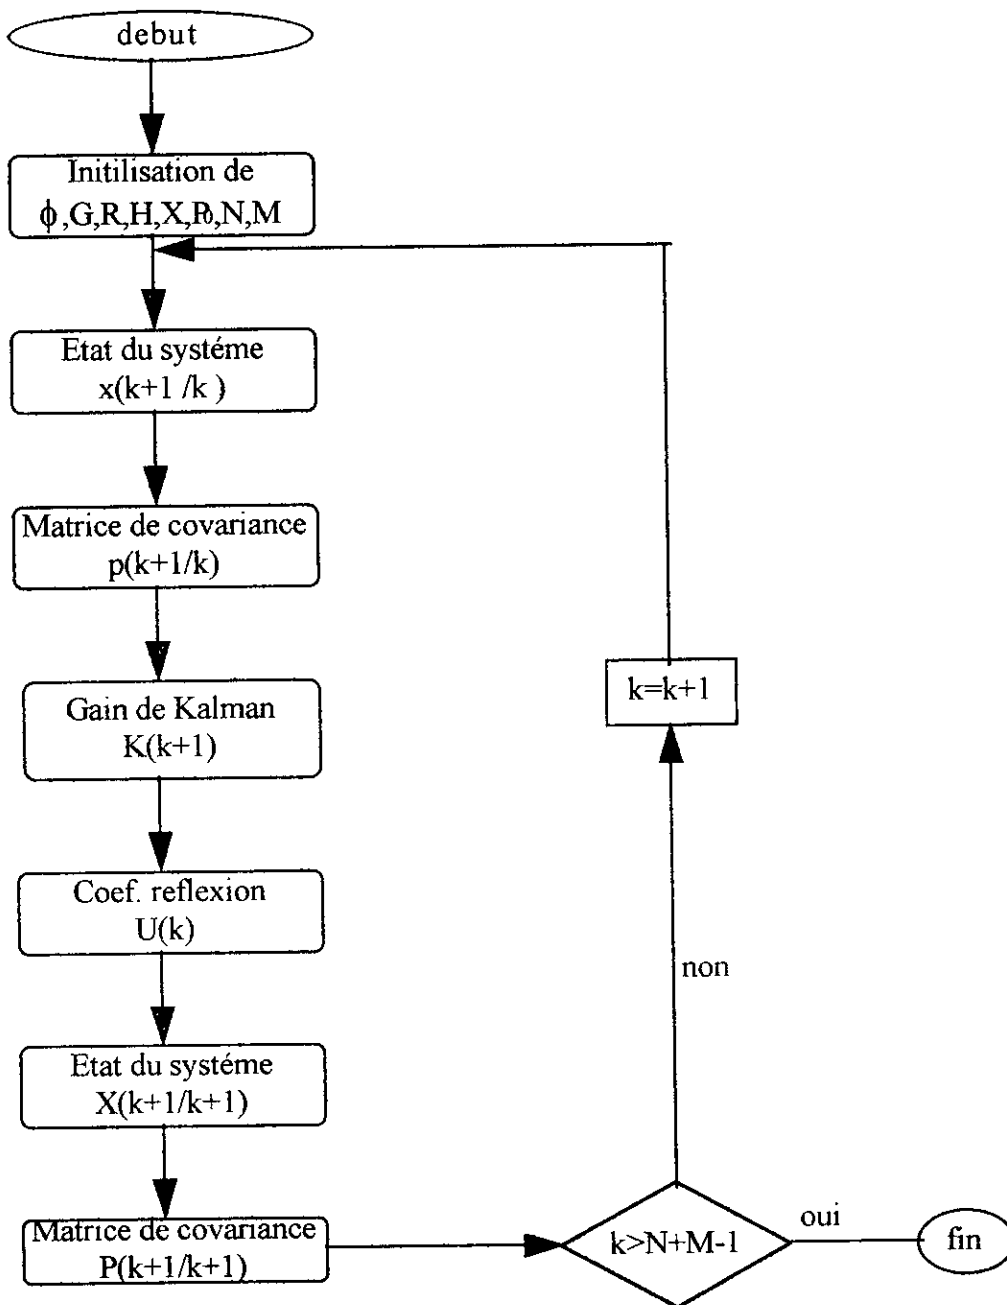 debut
Initilisation de
ϕ,G,R,H,X,P0,N,M
Etat du systéme
x(k+1 /k )
Matrice de covariance
p(k+1/k)
Gain de Kalman
K(k+1)
k=k+1
Coef. reflexion
U(k)
non
Etat du systéme
X(k+1/k+1)
Matrice de covariance
P(k+1/k+1)
k>N+M-1
oui
fin